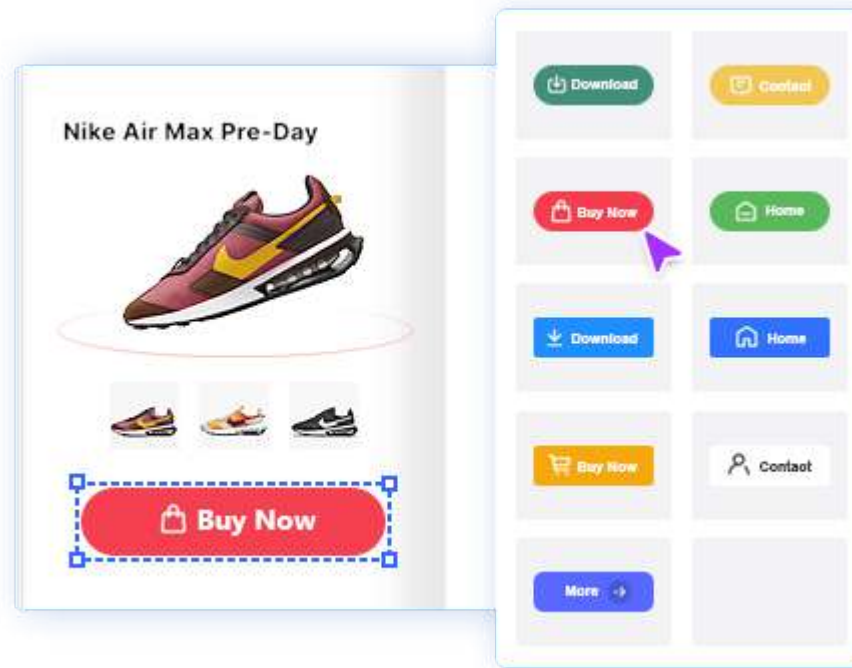 Nike Air Max Pre-Day
Buy Now
Download
Contact
Buy Now
Home
Download
Home
Buy Now
Contact
More